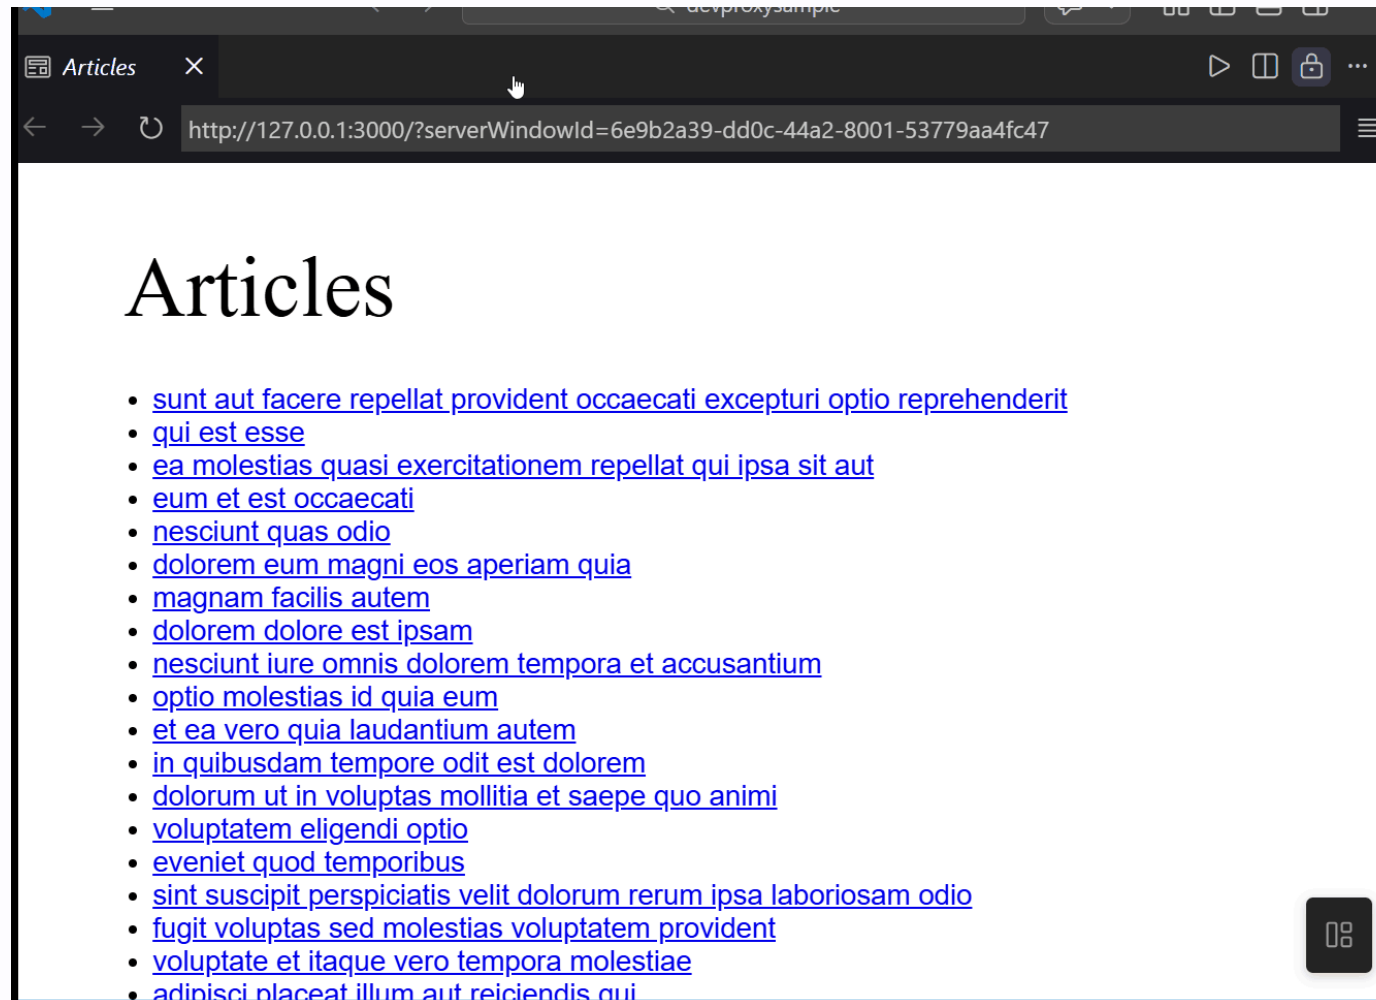 devproxysample
Articles
http://127.0.0.1:3000/?serverWindowId=6e9b2a39-dd0c-44a2-8001-53779aa4fc47
Articles
sunt aut facere repellat provident occaecati excepturi optio reprehenderit
qui est esse
ea molestias quasi exercitationem repellat qui ipsa sit aut
eum et est occaecati
nesciunt quas odio
dolorem eum magni eos aperiam quia
magnam facilis autem
dolorem dolore est ipsam
nesciunt iure omnis dolorem tempora et accusantium
optio molestias id quia eum
et ea vero quia laudantium autem
in quibusdam tempore odit est dolorem
dolorum ut in voluptas mollitia et saepe quo animi
voluptatem eligendi optio
eveniet quod temporibus
sint suscipit perspiciatis velit dolorum rerum ipsa laboriosam odio
fugit voluptas sed molestias voluptatem provident
voluptate et itaque vero tempora molestiae
adipisci placeat illum aut reiciendis qui